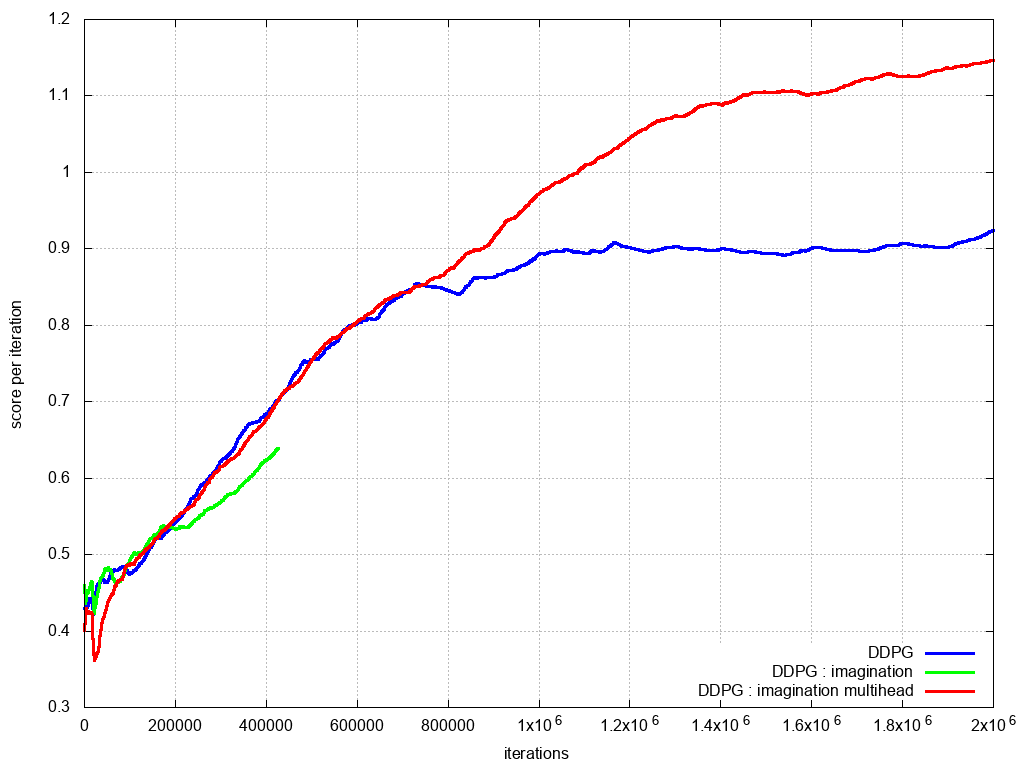 1.2
1.1
1
0.9
0.8
0.7
0.6
0.5
0.4
0.3
score per iteration
DDPG
DDPG : imagination
DDPG : imagination multihead
0 200000 400000 600000 800000 1x10^6 1.2x10^6 1.4x10^6 1.6x10^6 1.8x10^6 2x10^6
iterations